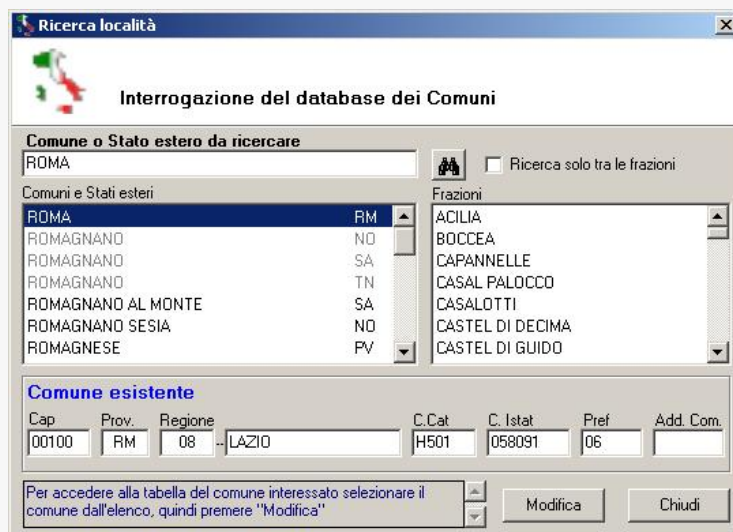 Ricerca località
Interrogazione del database dei Comuni
Comune o Stato estero da ricercare
ROMA
Ricerca solo tra le frazioni
Comuni e Stati esteri
ROMA RM
ROMAGNANO NO
ROMAGNANO SA
ROMAGNANO TN
ROMAGNANO AL MONTE SA
ROMAGNANO SESIA NO
ROMAGNESE PV
Frazioni
ACILIA
BOCCEA
CAPANNELLE
CASAL PALOCCO
CASALOTTI
CASTEL DI DECIMA
CASTEL DI GUIDO
Comune esistente
Cap Prov. Regione C.Cat C. Istat Pref Add. Com.
00100 RM 08 -- LAZIO H501 058091 06
Per accedere alla tabella del comune interessato selezionare il
comune dall'elenco, quindi premere "Modifica"
Modifica Chiudi